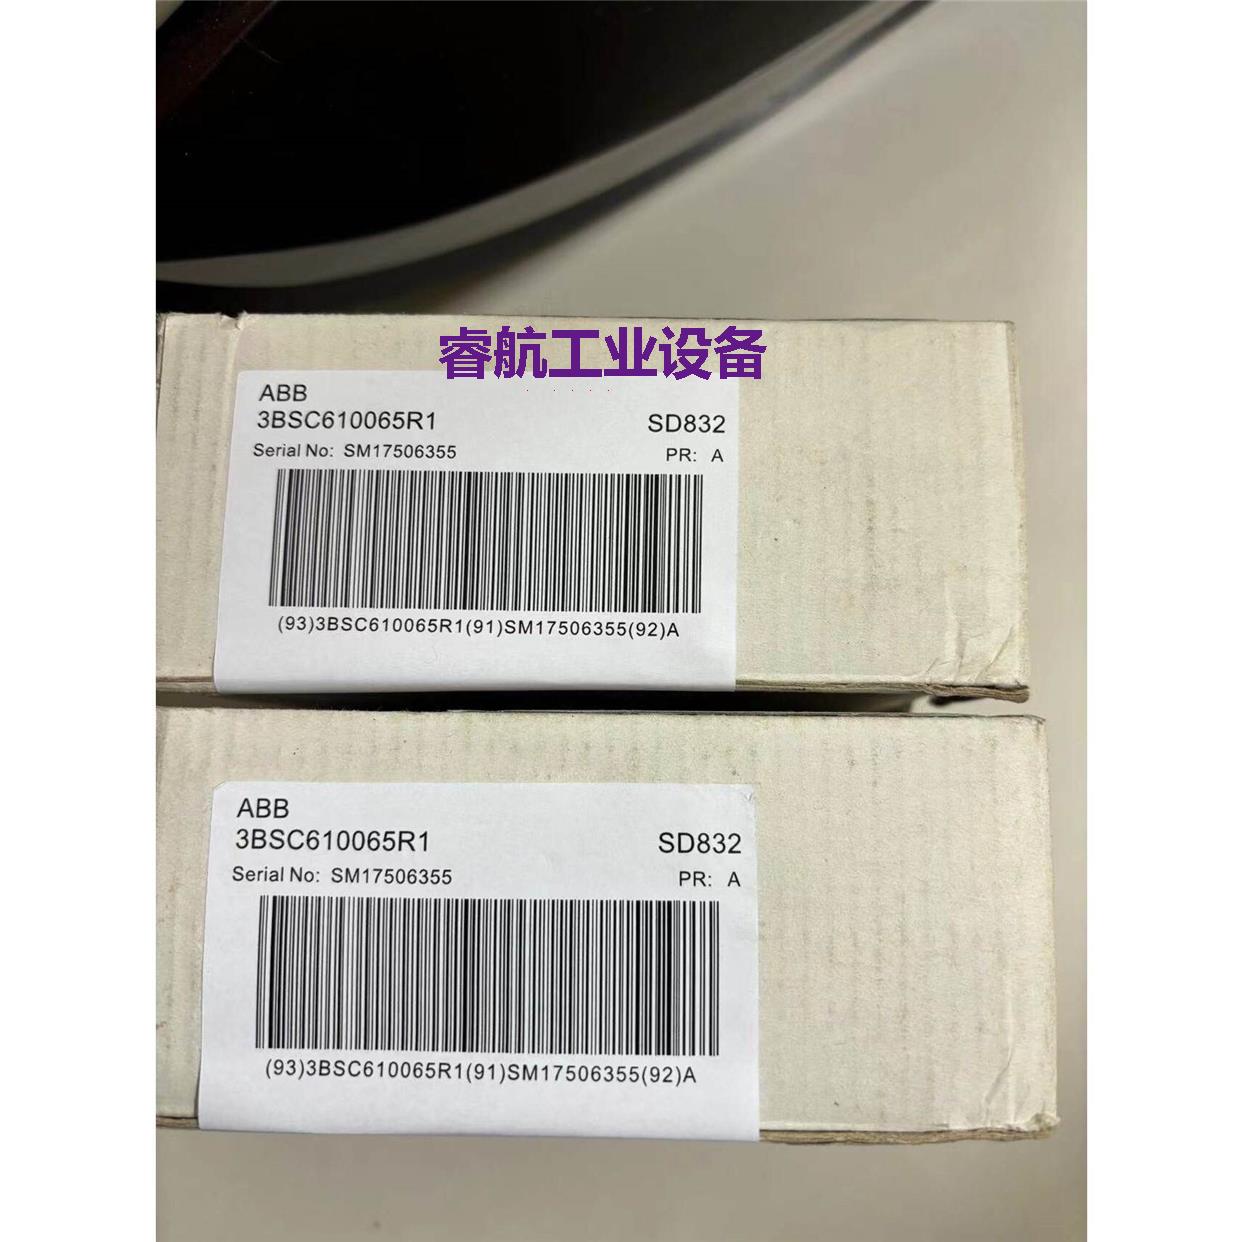 睿航工业设备
ABB
3BSC610065R1 SD832
Serial No: SM17506355 PR: A
(93)3BSC610065R1(91)SM17506355(92)A
ABB
3BSC610065R1 SD832
Serial No: SM17506355 PR: A
(93)3BSC610065R1(91)SM17506355(92)A